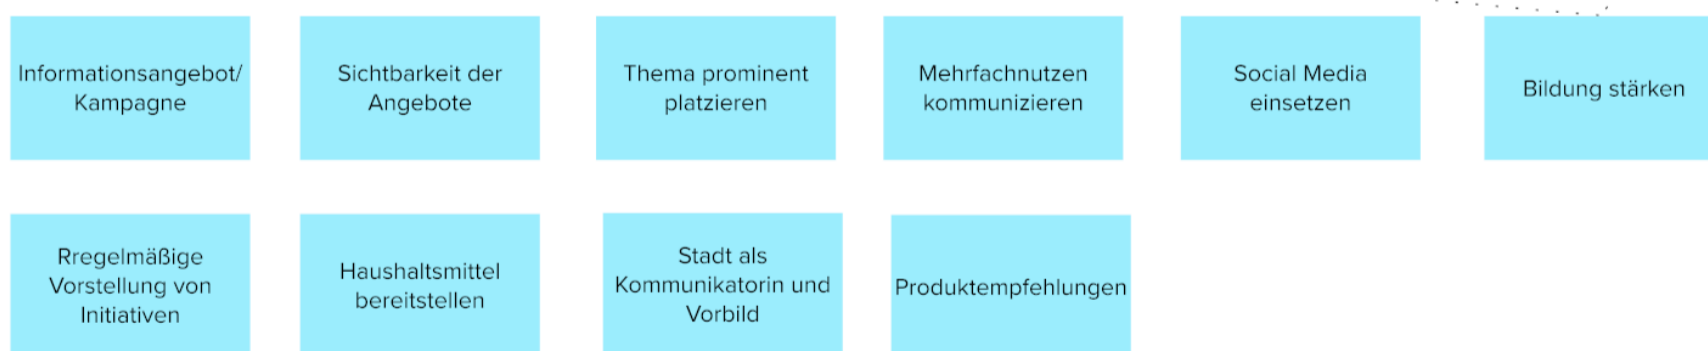 Informationsangebot/
Kampagne
Sichtbarkeit der
Angebote
Thema prominent
platzieren
Mehrfachnutzen
kommunizieren
Social Media
einsetzen
Bildung stärken
Rregelmäßige
Vorstellung von
Initiativen
Haushaltsmittel
bereitstellen
Stadt als
Kommunikatorin und
Vorbild
Produktempfehlungen